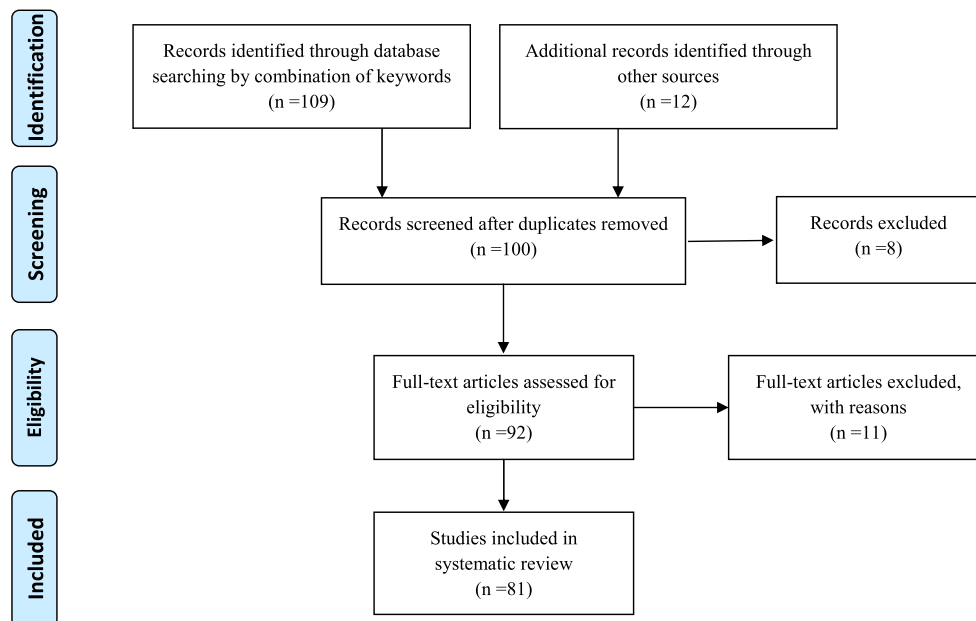 Identification
Records identified through database
searching by combination of keywords
(n =109)
Additional records identified through
other sources
(n =12)
Screening
Records screened after duplicates removed
(n =100)
Records excluded
(n =8)
Eligibility
Full-text articles assessed for
eligibility
(n =92)
Full-text articles excluded,
with reasons
(n =11)
Included
Studies included in
systematic review
(n =81)